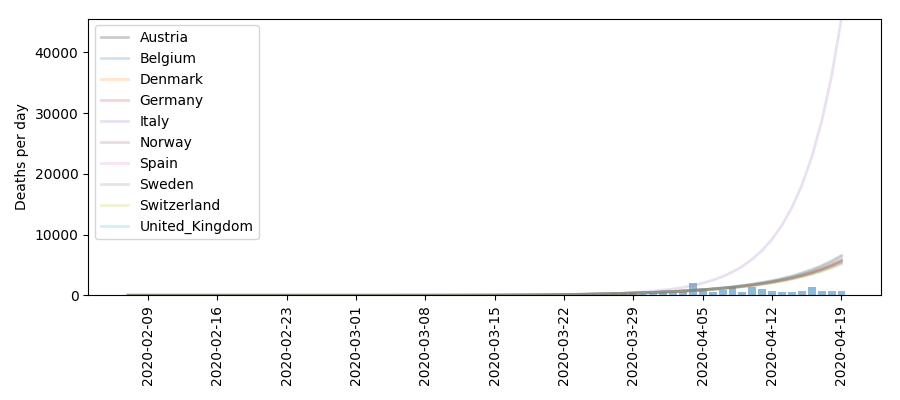 Austria
Belgium
Denmark
Germany
Italy
Norway
Spain
Sweden
Switzerland
United_Kingdom
Deaths per day
40000
30000
20000
10000
0
2020-02-09
2020-02-16
2020-02-23
2020-03-01
2020-03-08
2020-03-15
2020-03-22
2020-03-29
2020-04-05
2020-04-12
2020-04-19